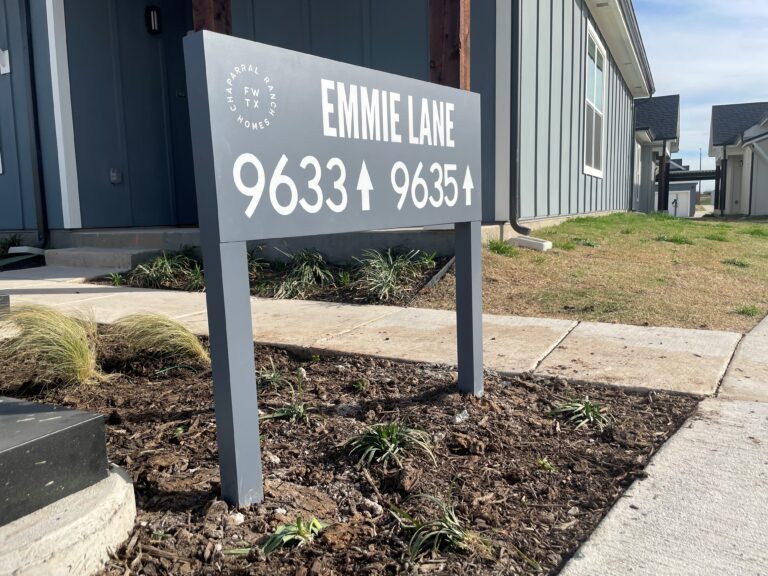 CHAPARRAL RANCH HOMES
FW
TX
EMMIE LANE
9633 ↑ 9635 ↑